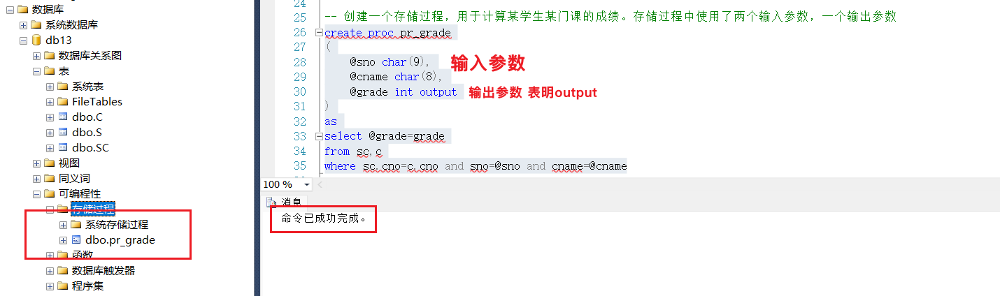 数据库
系统数据库
db13
数据库关系图
表
系统表
FileTables
dbo.C
dbo.S
dbo.SC
视图
同义词
可编程性
存储过程
系统存储过程
dbo.pr_grade
函数
数据库触发器
程序集
24
25 -- 创建一个存储过程，用于计算某学生某门课的成绩。存储过程中使用了两个输入参数，一个输出参数
26 create proc pr_grade
27 (
28 @sno char(9), 输入参数
29 @cname char(8),
30 @grade int output 输出参数 表明output
31 )
32 as
33 select @grade=grade
34 from sc,c
35 where sc.cno=c.cno and sno=@sno and cname=@cname
100 %
消息
命令已成功完成。